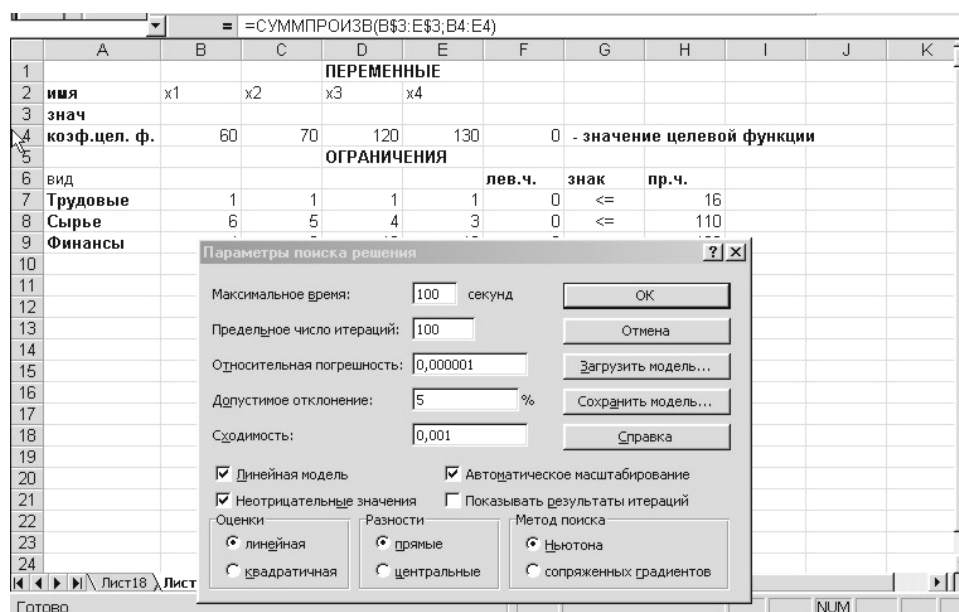 = =СУММПРОИЗВ(B$3:E$3;B4:E4)
A B C D E F G H I J K
1 ПЕРЕМЕННЫЕ
2 имя x1 x2 x3 x4
3 знач
4 коэф.цел. ф. 60 70 120 130 0 - значение целевой функции
5 ОГРАНИЧЕНИЯ
6 вид лев.ч. знак пр.ч.
7 Трудовые 1 1 1 1 0 <= 16
8 Сырье 6 5 4 3 0 <= 110
9 Финансы
10
11
12
13
14
15
16
17
18
19
20
21
22
23
24
Параметры поиска решения
Максимальное время: 100 секунд OK
Предельное число итераций: 100 Отмена
Относительная погрешность: 0,000001 Загрузить модель...
Допустимое отклонение: 5 % Сохранить модель...
Сходимость: 0,001 Справка
Линейная модель Автоматическое масштабирование
Неотрицательные значения Показывать результаты итераций
Оценки Разности Метод поиска
линейная прямые Ньютона
квадратичная центральные сопряженных градиентов
Лист18 Лист
Готово NUM